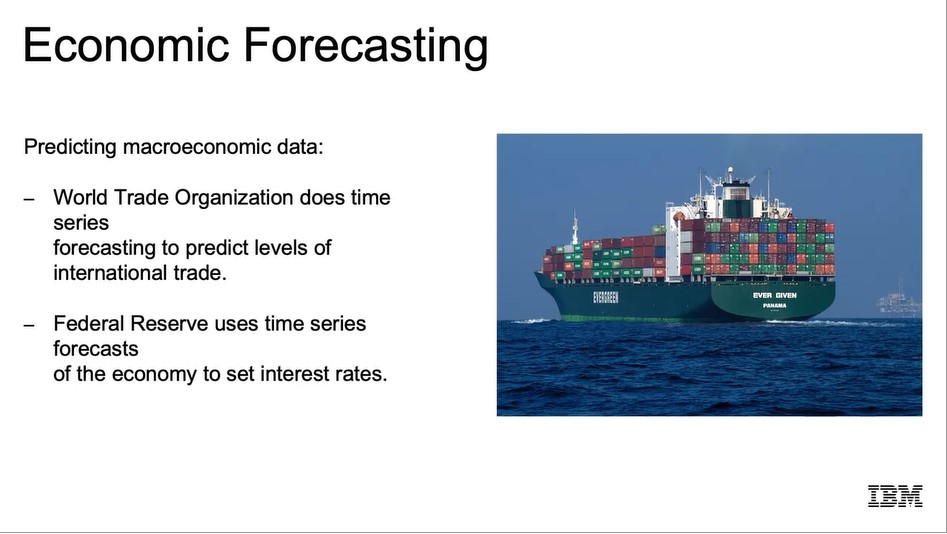 Economic Forecasting
Predicting macroeconomic data:
– World Trade Organization does time
series
forecasting to predict levels of
international trade.
– Federal Reserve uses time series
forecasts
of the economy to set interest rates.
EVERGREEN
EVER GIVEN
PANAMA
IBM